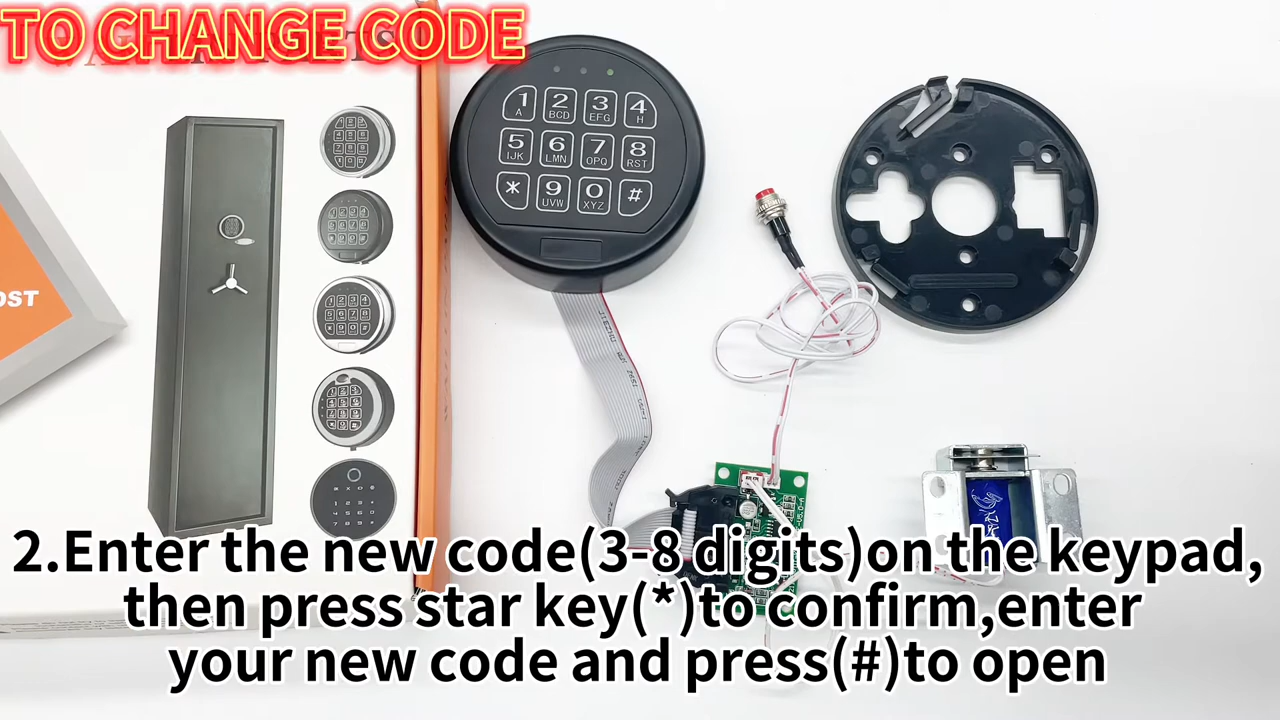 TO CHANGE CODE
OST
1 2 3 4
A BCD EFG H
5 6 7 8
IJK LMN OPQ RST
* 9 0 #
UVW XYZ
2.Enter the new code(3-8 digits)on the keypad,
then press star key(*)to confirm,enter
your new code and press(#)to open